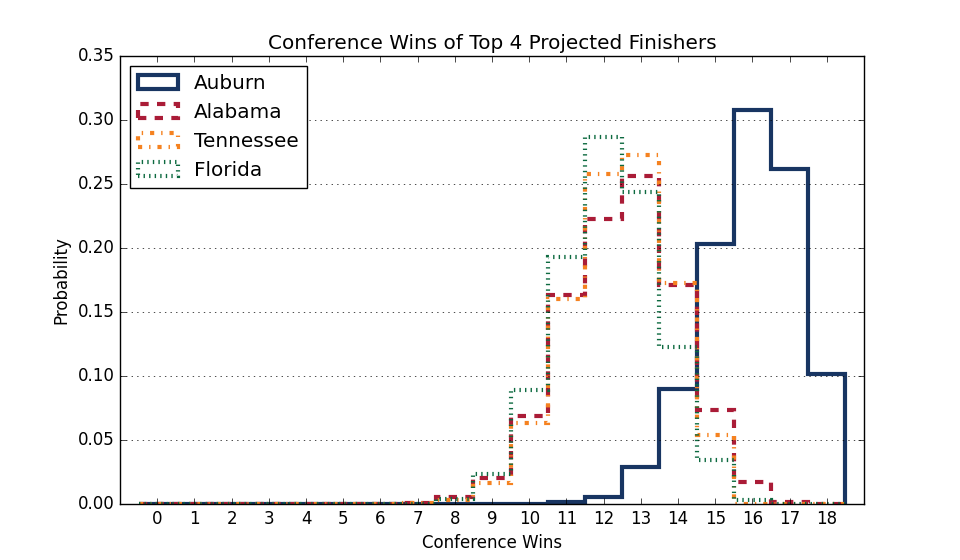 Conference Wins of Top 4 Projected Finishers
Auburn
Alabama
Tennessee
Florida
Probability
0.35
0.30
0.25
0.20
0.15
0.10
0.05
0.00
0 1 2 3 4 5 6 7 8 9 10 11 12 13 14 15 16 17 18
Conference Wins